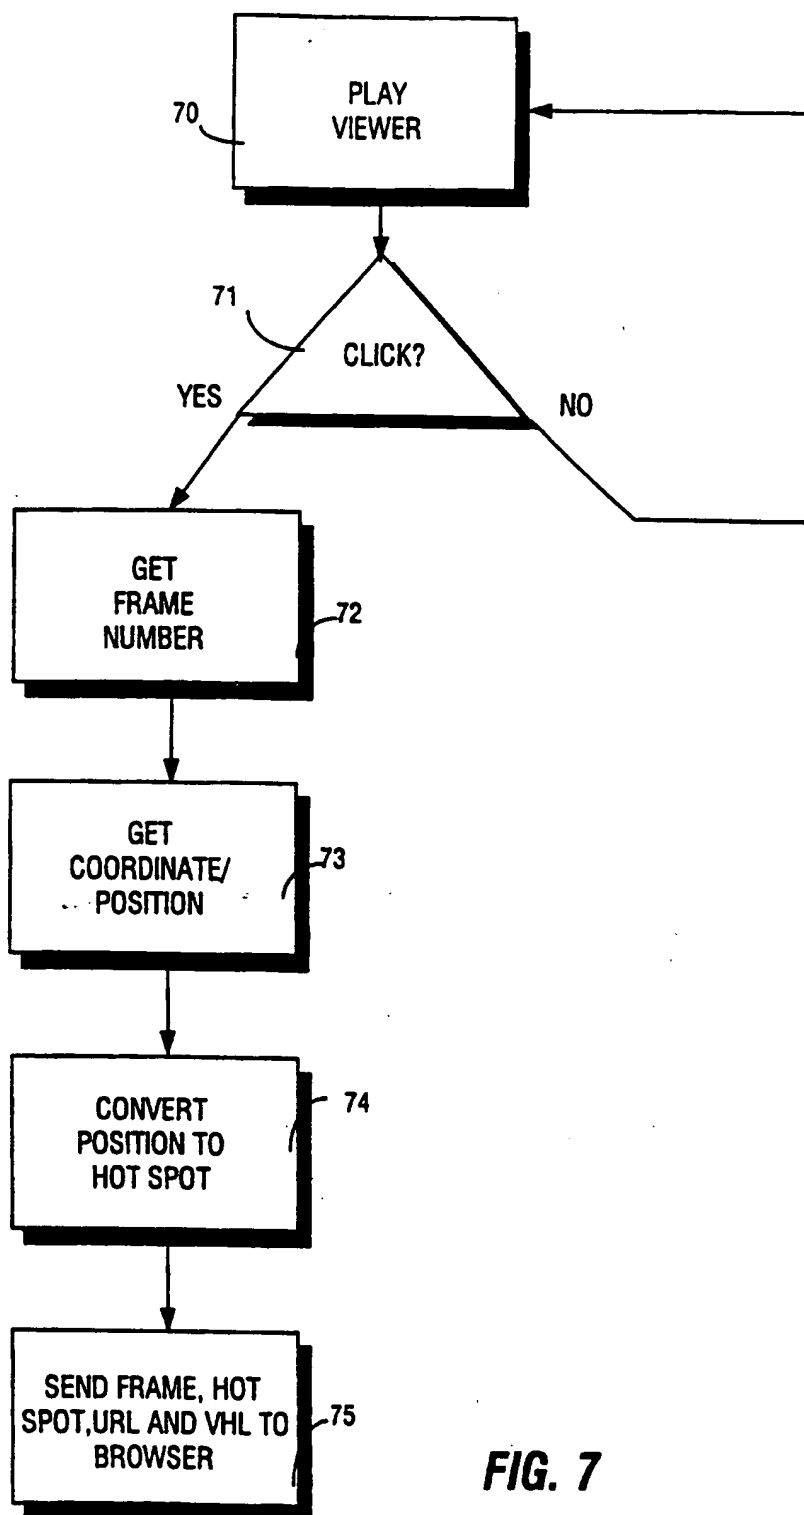 PLAY
VIEWER
70
71
CLICK?
YES
NO
GET
FRAME
NUMBER
72
GET
COORDINATE/
POSITION
73
CONVERT
POSITION TO
HOT SPOT
74
SEND FRAME, HOT
SPOT,URL AND VHL TO
BROWSER
75
FIG. 7